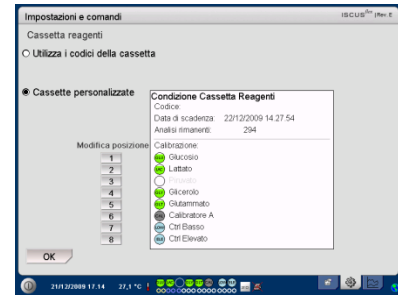 Impostazioni e comandi
ISCUS flex |Rev. E
Cassetta reagenti
Utilizza i codici della cassetta
Cassette personalizzate
Condizione Cassetta Reagenti
Codice:
Data di scadenza: 22/12/2009 14.27.54
Analisi rimanenti: 294
Modifica posizione
Calibrazione:
1 Glucosio
2 Lattato
3 Piruvato
4 Glicerolo
5 Glutammato
6 Calibratore A
7 Ctrl Basso
8 Ctrl Elevato
OK
21/12/2009 17.14 27,1 °C